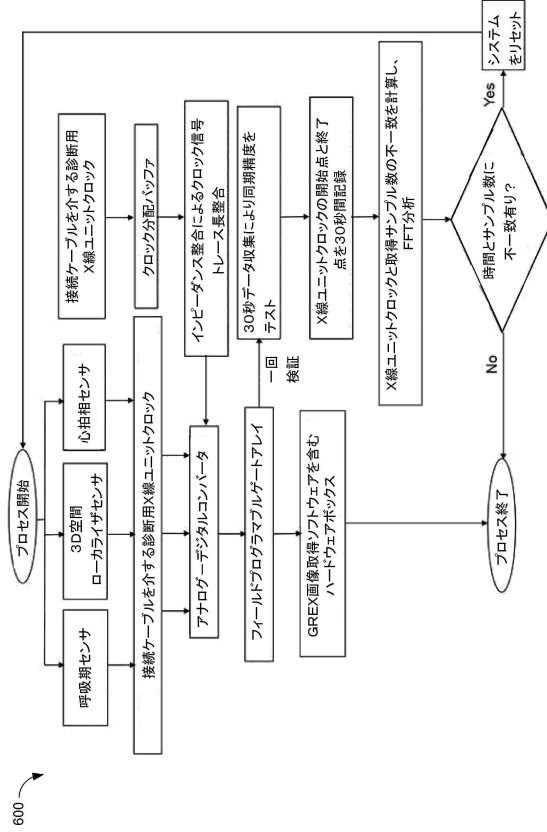 600
プロセス開始
呼吸期センサ
3D空間
ローカライザセンサ
心拍相センサ
接続ケーブルを介する診断用
X線ユニットクロック
接続ケーブルを介する診断用X線ユニットクロック
クロック分配バッファ
アナログ－デジタルコンバータ
インピーダンス整合によるクロック信号
トレース長整合
フィールドプログラマブルゲートアレイ
一回
検証
30秒データ収集により同期精度を
テスト
GREX画像取得ソフトウェアを含む
ハードウェアボックス
X線ユニットクロックの開始点と終了
点を30秒間記録
X線ユニットクロックと取得サンプル数の不一致を計算し、
FFT分析
時間とサンプル数に
不一致有り？
No
Yes
プロセス終了
システム
をリセット